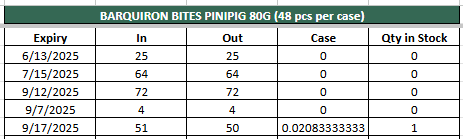 BARQUIRON BITES PINIPIG 80G (48 pcs per case)
Expiry In Out Case Qty in Stock
6/13/2025 25 25 0 0
7/15/2025 64 64 0 0
9/12/2025 72 72 0 0
9/7/2025 4 4 0 0
9/17/2025 51 50 0.02083333333 1